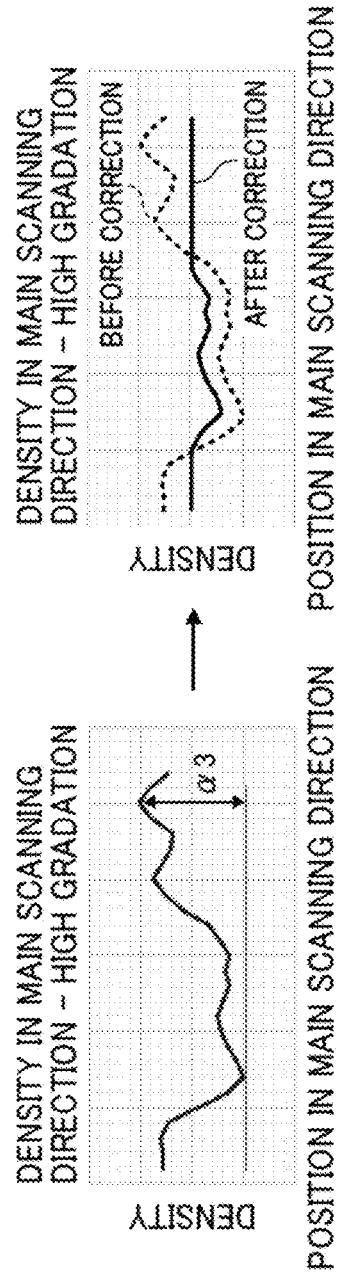 DENSITY IN MAIN SCANNING
DIRECTION – HIGH GRADATION
DENSITY
α3
POSITION IN MAIN SCANNING DIRECTION
DENSITY IN MAIN SCANNING
DIRECTION – HIGH GRADATION
DENSITY
BEFORE CORRECTION
AFTER CORRECTION
POSITION IN MAIN SCANNING DIRECTION